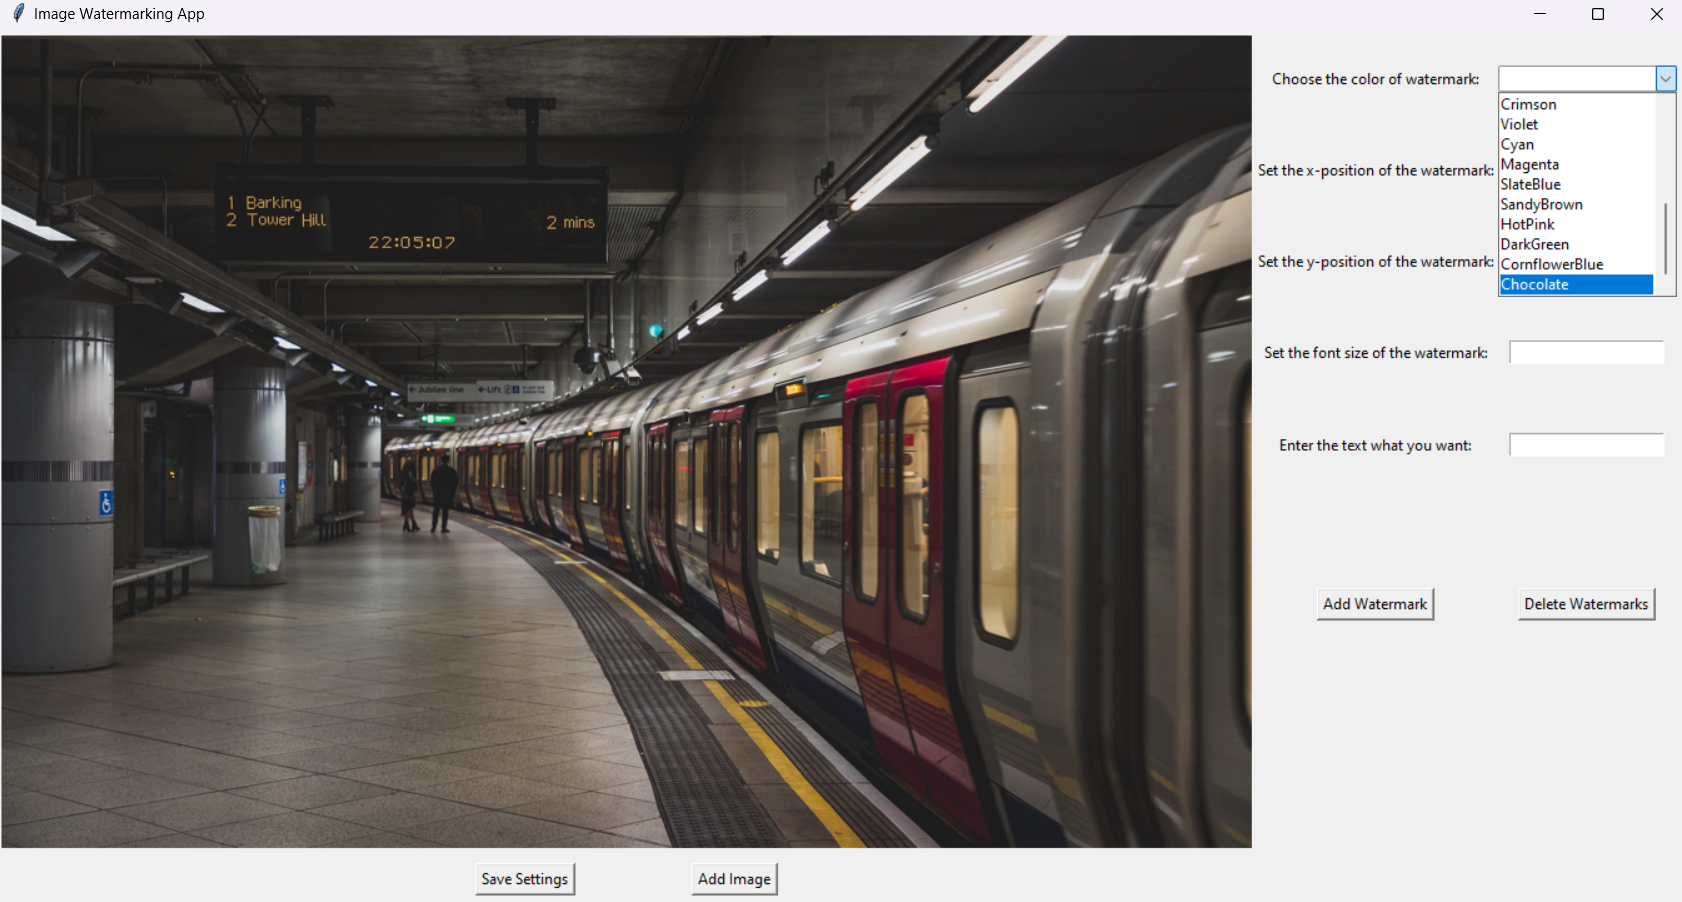 Image Watermarking App
Choose the color of watermark:
Crimson
Violet
Cyan
Magenta
SlateBlue
SandyBrown
HotPink
DarkGreen
CornflowerBlue
Chocolate
Set the x-position of the watermark:
Set the y-position of the watermark:
Set the font size of the watermark:
Enter the text what you want:
Add Watermark
Delete Watermarks
1 Barking
2 Tower Hill 2 mins
22:05:07
←Jubilee line ←Lift
Save Settings
Add Image